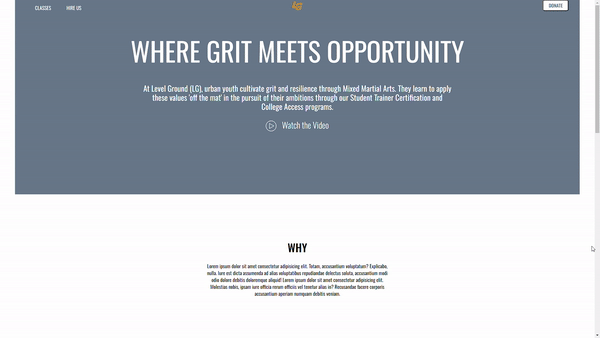 CLASSES HIRE US LG DONATE
WHERE GRIT MEETS OPPORTUNITY
At Level Ground (LG), urban youth cultivate grit and resilience through Mixed Martial Arts. They learn to apply
these values 'off the mat' in the pursuit of their ambitions through our Student Trainer Certification and
College Access programs.
Watch the Video
WHY
Lorem ipsum dolor sit amet consectetur adipisicing elit. Totam, accusantium voluptatum? Explicabo,
nulla. Iure est dicta assumenda ad alias voluptatibus repudiandae delectus soluta, accusantium modi
odio dolore debitis doloremque aliquid! Lorem ipsum dolor sit amet consectetur adipisicing elit.
Molestias nobis, ipsam ium officia rerum officiis vel tenetur alias in? Recusandae facere corporis
accusantium aperiam numquam debitis veniam.